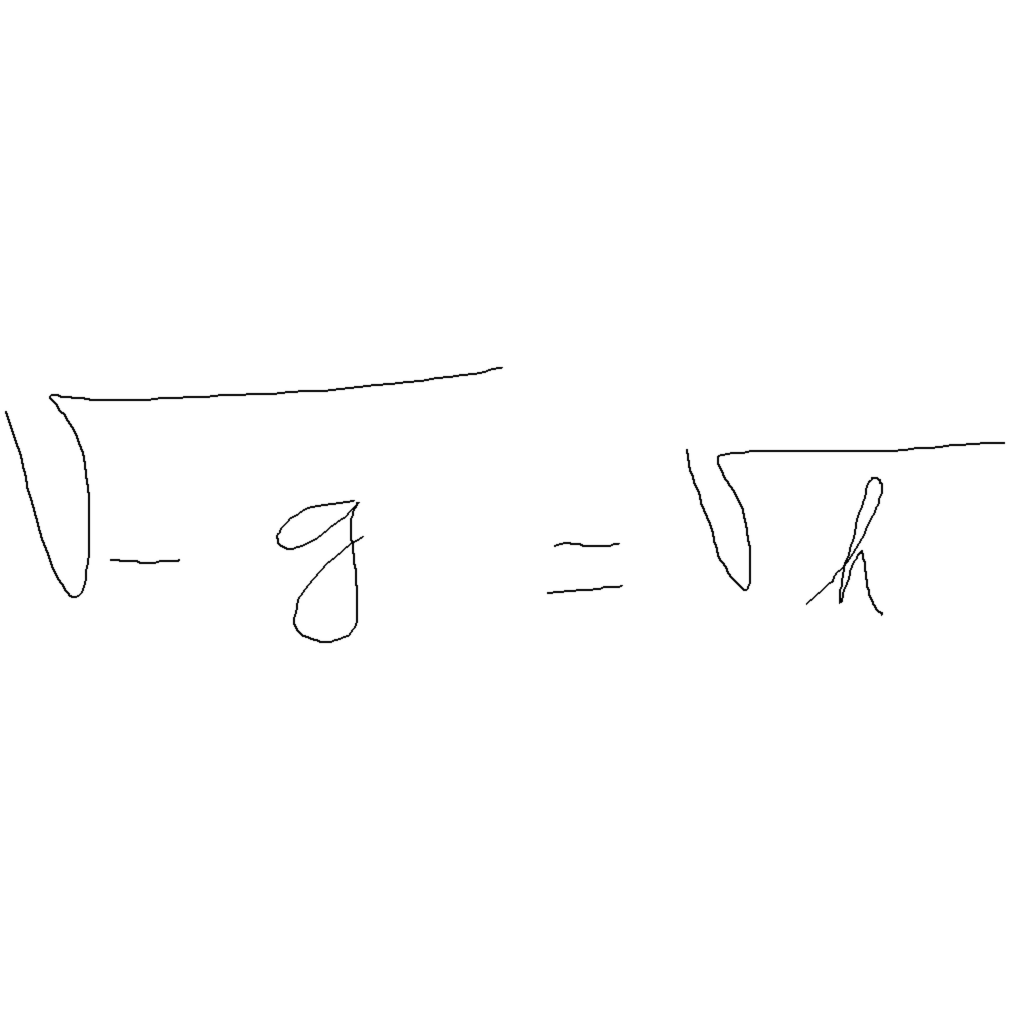 √-g = √h